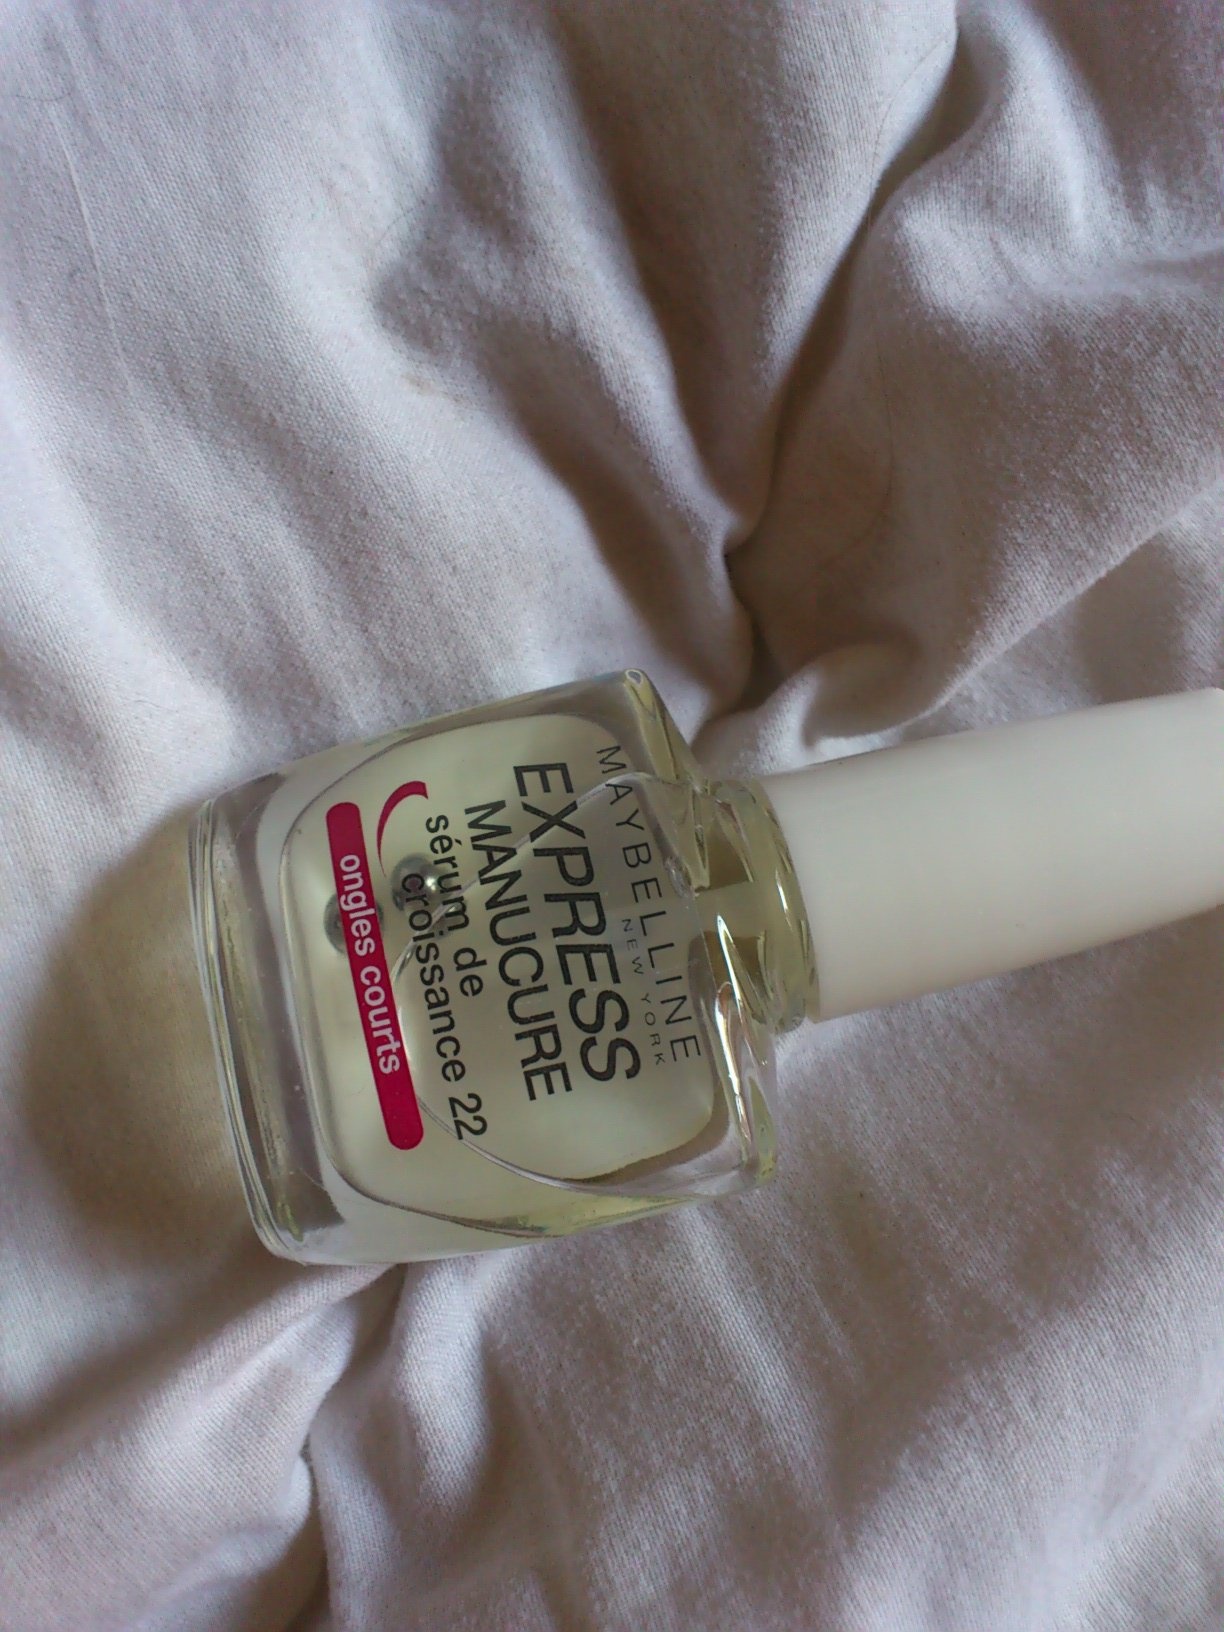 MAYBELLINE
NEW YORK
EXPRESS
MANUCURE
sérum de
croissance 22
ongles courts